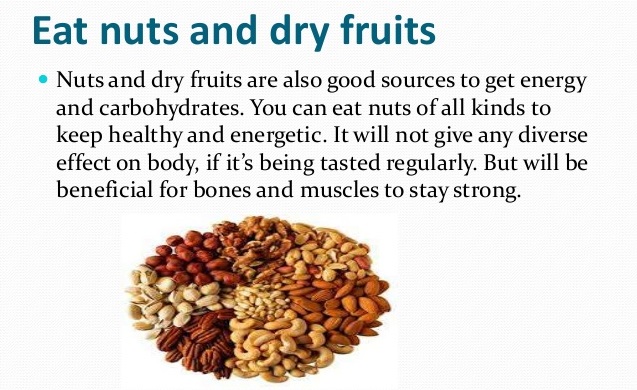 Eat nuts and dry fruits
Nuts and dry fruits are also good sources to get energy
and carbohydrates. You can eat nuts of all kinds to
keep healthy and energetic. It will not give any diverse
effect on body, if it’s being tasted regularly. But will be
beneficial for bones and muscles to stay strong.